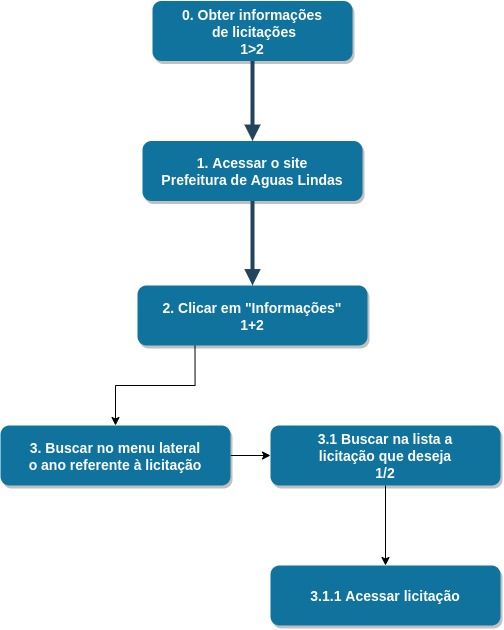 0. Obter informações
de licitações
1>2
1. Acessar o site
Prefeitura de Aguas Lindas
2. Clicar em "Informações"
1+2
3. Buscar no menu lateral
o ano referente à licitação
3.1 Buscar na lista a
licitação que deseja
1/2
3.1.1 Acessar licitação